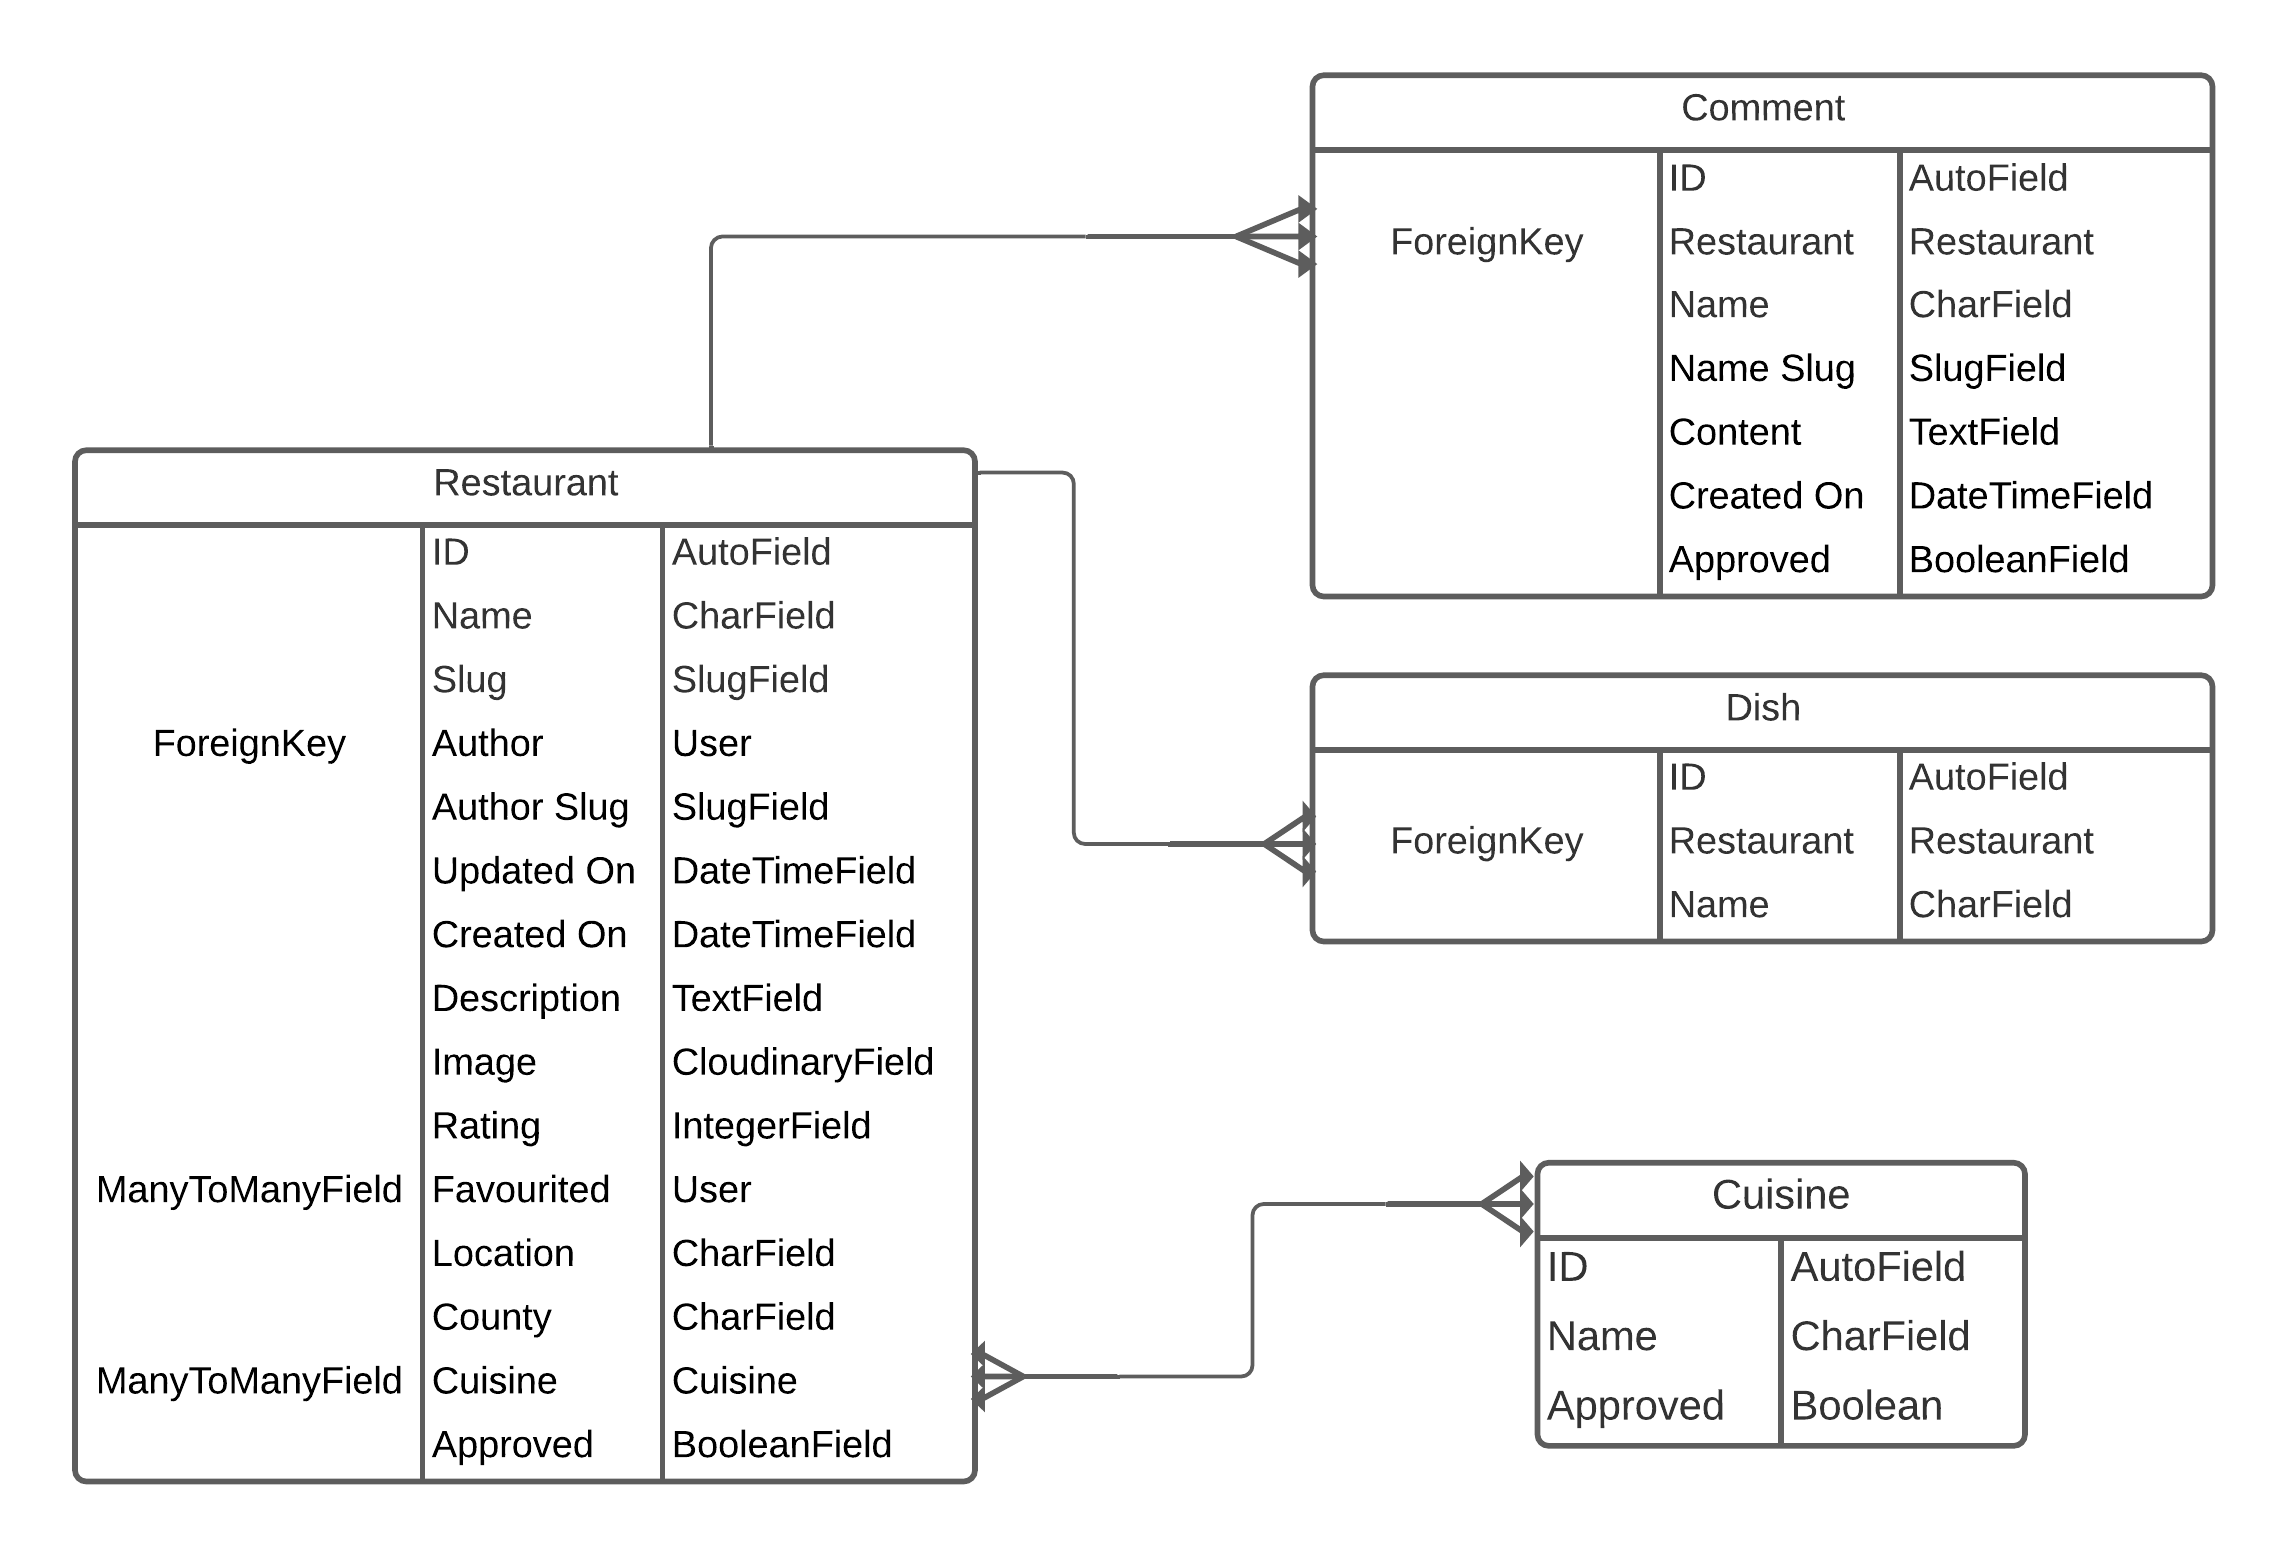 Comment
ID AutoField
ForeignKey Restaurant Restaurant
Name CharField
Name Slug SlugField
Content TextField
Created On DateTimeField
Approved BooleanField
Restaurant
ID AutoField
Name CharField
Slug SlugField
ForeignKey Author User
Author Slug SlugField
Updated On DateTimeField
Created On DateTimeField
Description TextField
Image CloudinaryField
Rating IntegerField
ManyToManyField Favourited User
Location CharField
County CharField
ManyToManyField Cuisine Cuisine
Approved BooleanField
Dish
ID AutoField
ForeignKey Restaurant Restaurant
Name CharField
Cuisine
ID AutoField
Name CharField
Approved Boolean